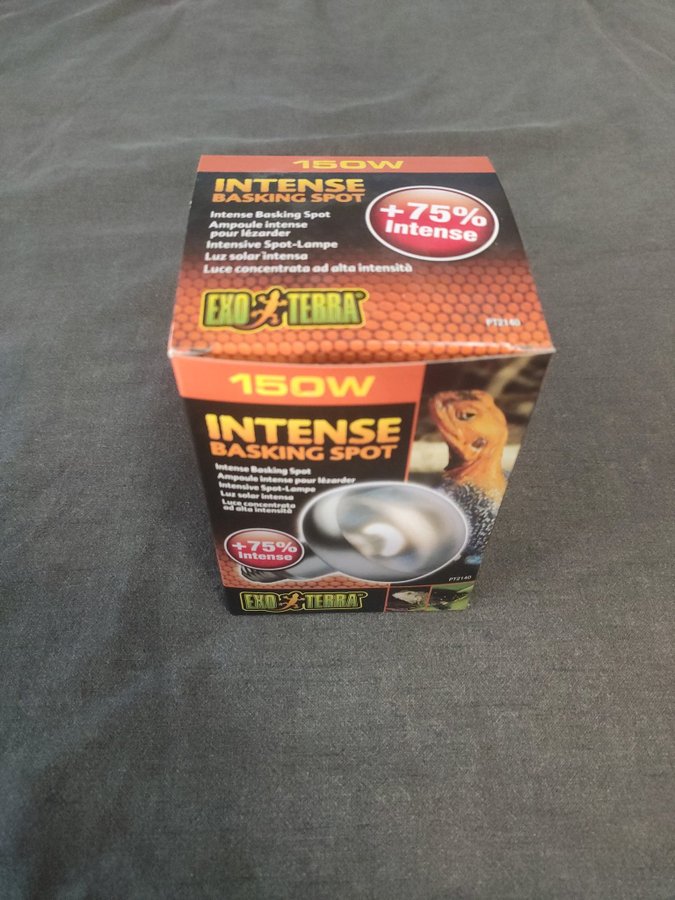 150W
INTENSE
BASKING SPOT
Intense Basking Spot
Ampoule intense
pour lézarder
Intensive Spot-Lampe
Luz solar intensa
Luce concentrata ad alta intensità
+75%
Intense
EXO TERRA
PT2140
150W
INTENSE
BASKING SPOT
Intense Basking Spot
Ampoule intense pour lézarder
Intensive Spot-Lampe
Luz solar intensa
Luce concentrata
ad alta intensità
+75%
Intense
EXO TERRA
PT2140